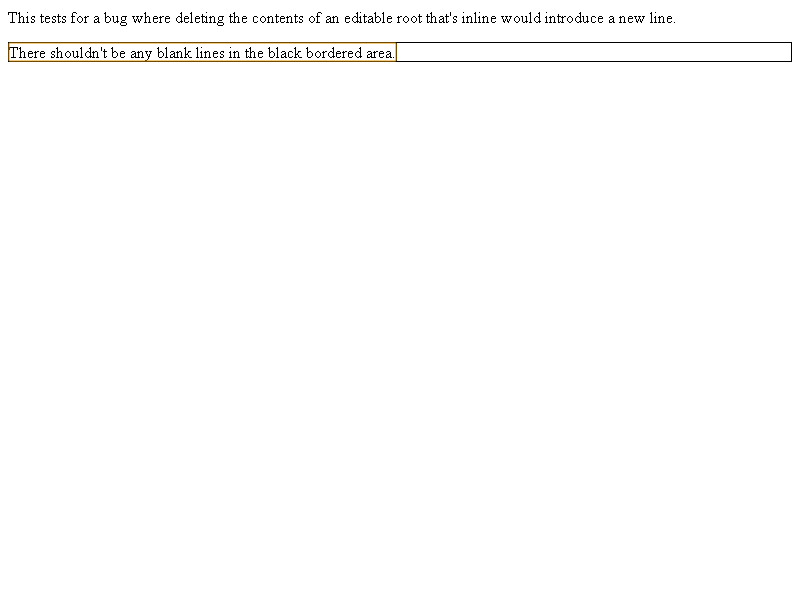 This tests for a bug where deleting the contents of an editable root that's inline would introduce a new line.
There shouldn't be any blank lines in the black bordered area.